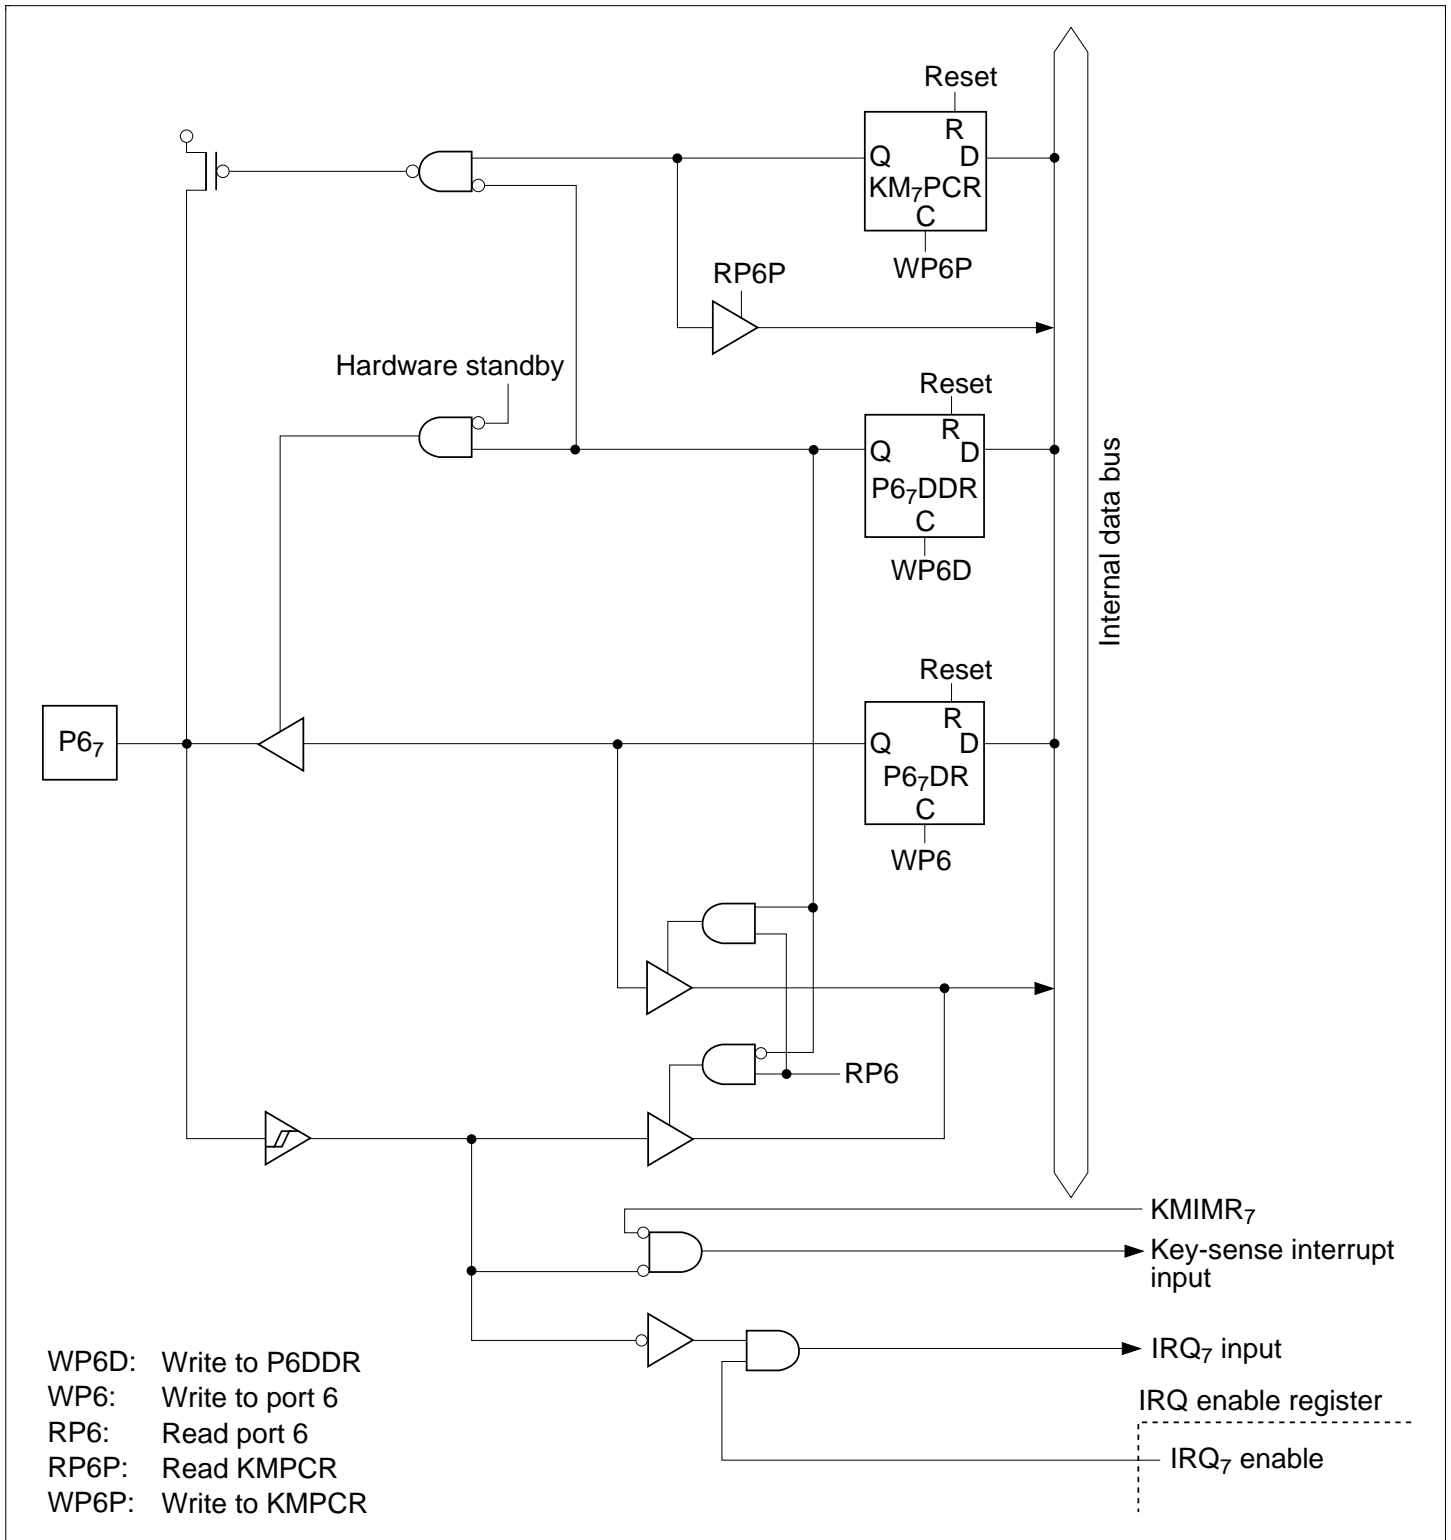 Reset
R
Q D
KM₇PCR
C
WP6P
RP6P
Hardware standby
Reset
R
Q D
P6₇DDR
C
WP6D
Internal data bus
Reset
R
P6₇
Q D
P6₇DR
C
WP6
RP6
KMIMR₇
Key-sense interrupt
input
IRQ₇ input
IRQ enable register
IRQ₇ enable
WP6D: Write to P6DDR
WP6: Write to port 6
RP6: Read port 6
RP6P: Read KMPCR
WP6P: Write to KMPCR